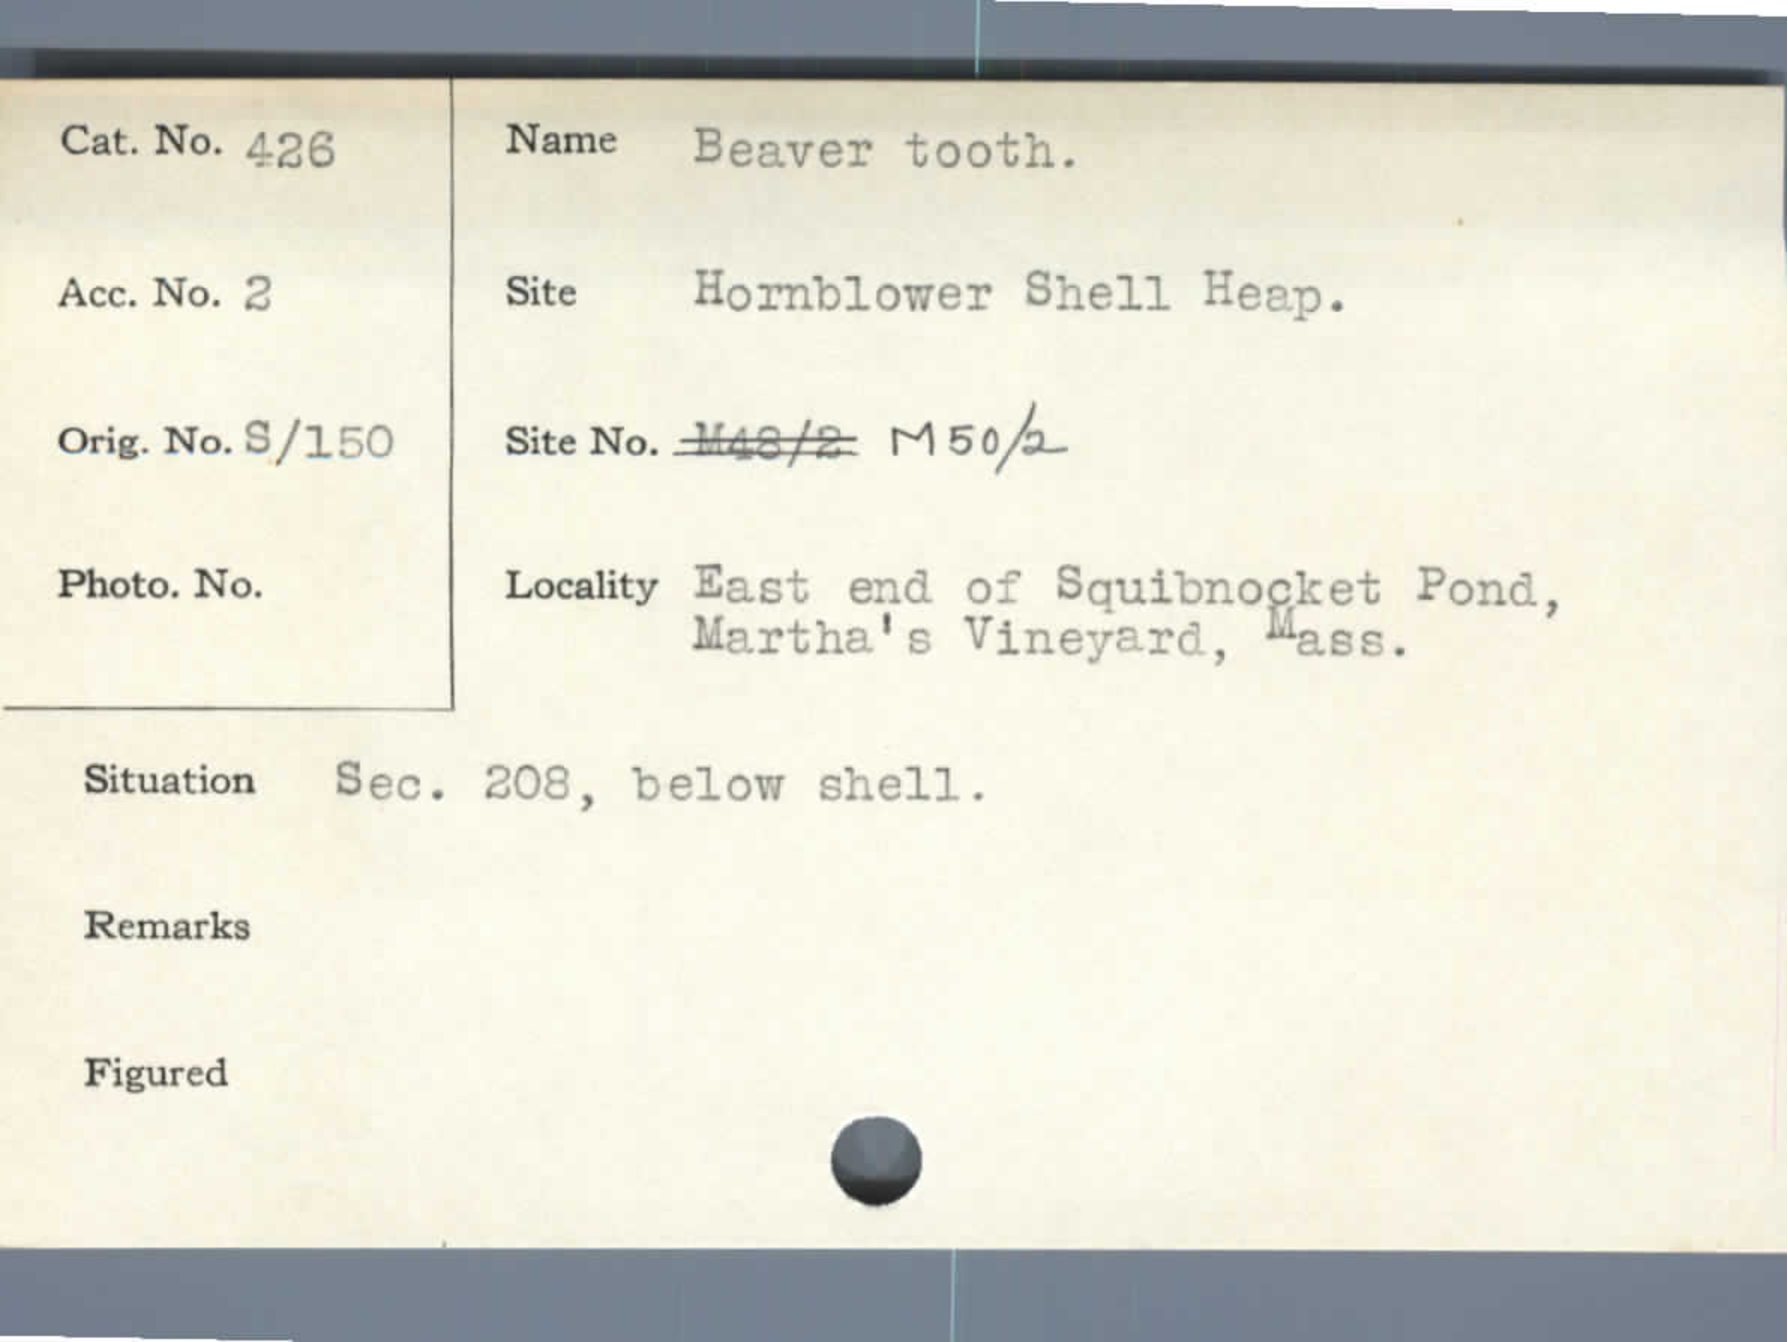 Cat. No. 426
Acc. No. 2
Orig. No. S/150
Photo. No.
Name Beaver tooth.
Site Hornblower Shell Heap.
Site No. M48/2 M50/2
Locality East end of Squibnocket Pond,
Martha's Vineyard, Mass.
Situation Sec. 208, below shell.
Remarks
Figured